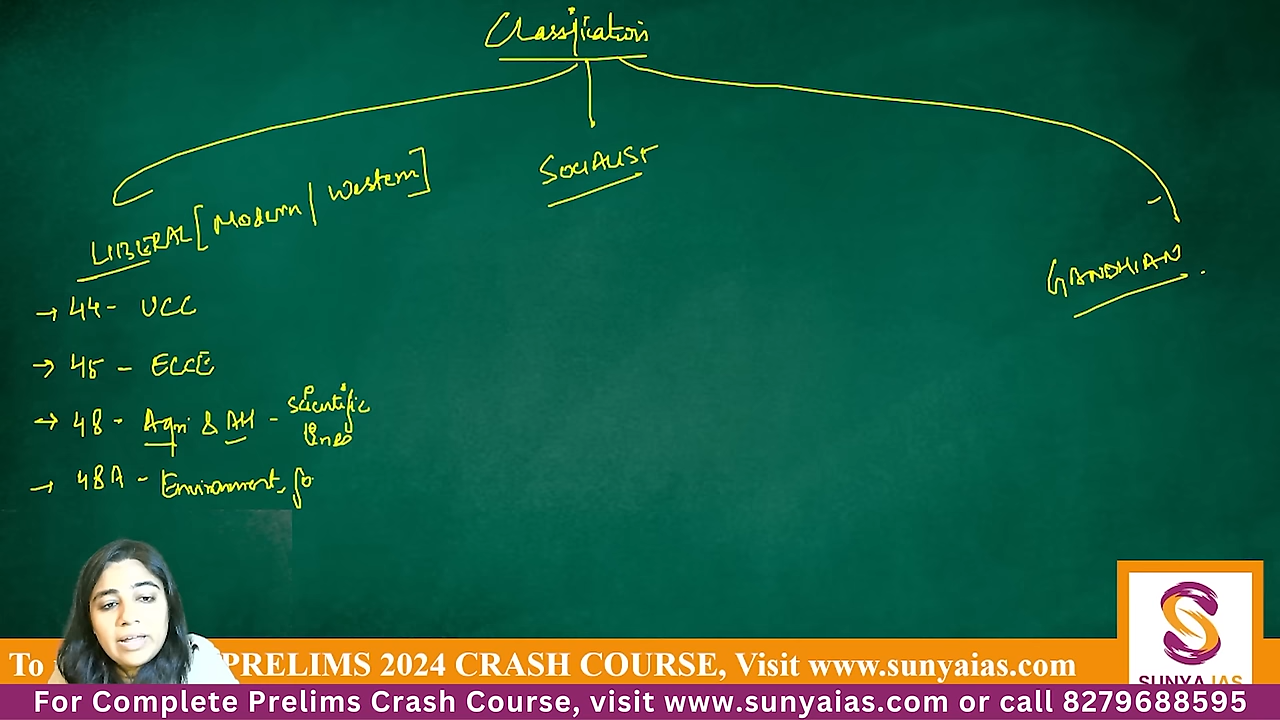 Classification
LIBERAL [Modern | Western]
SOCIALIST
GANDHIAN.
→ 44 - UCC
→ 45 - ECCE
→ 48 - Agri & AH - Scientific
lines
→ 48A - Environment, fo
To PRELIMS 2024 CRASH COURSE, Visit www.sunyaias.com
SUNYA IAS
For Complete Prelims Crash Course, visit www.sunyaias.com or call 8279688595